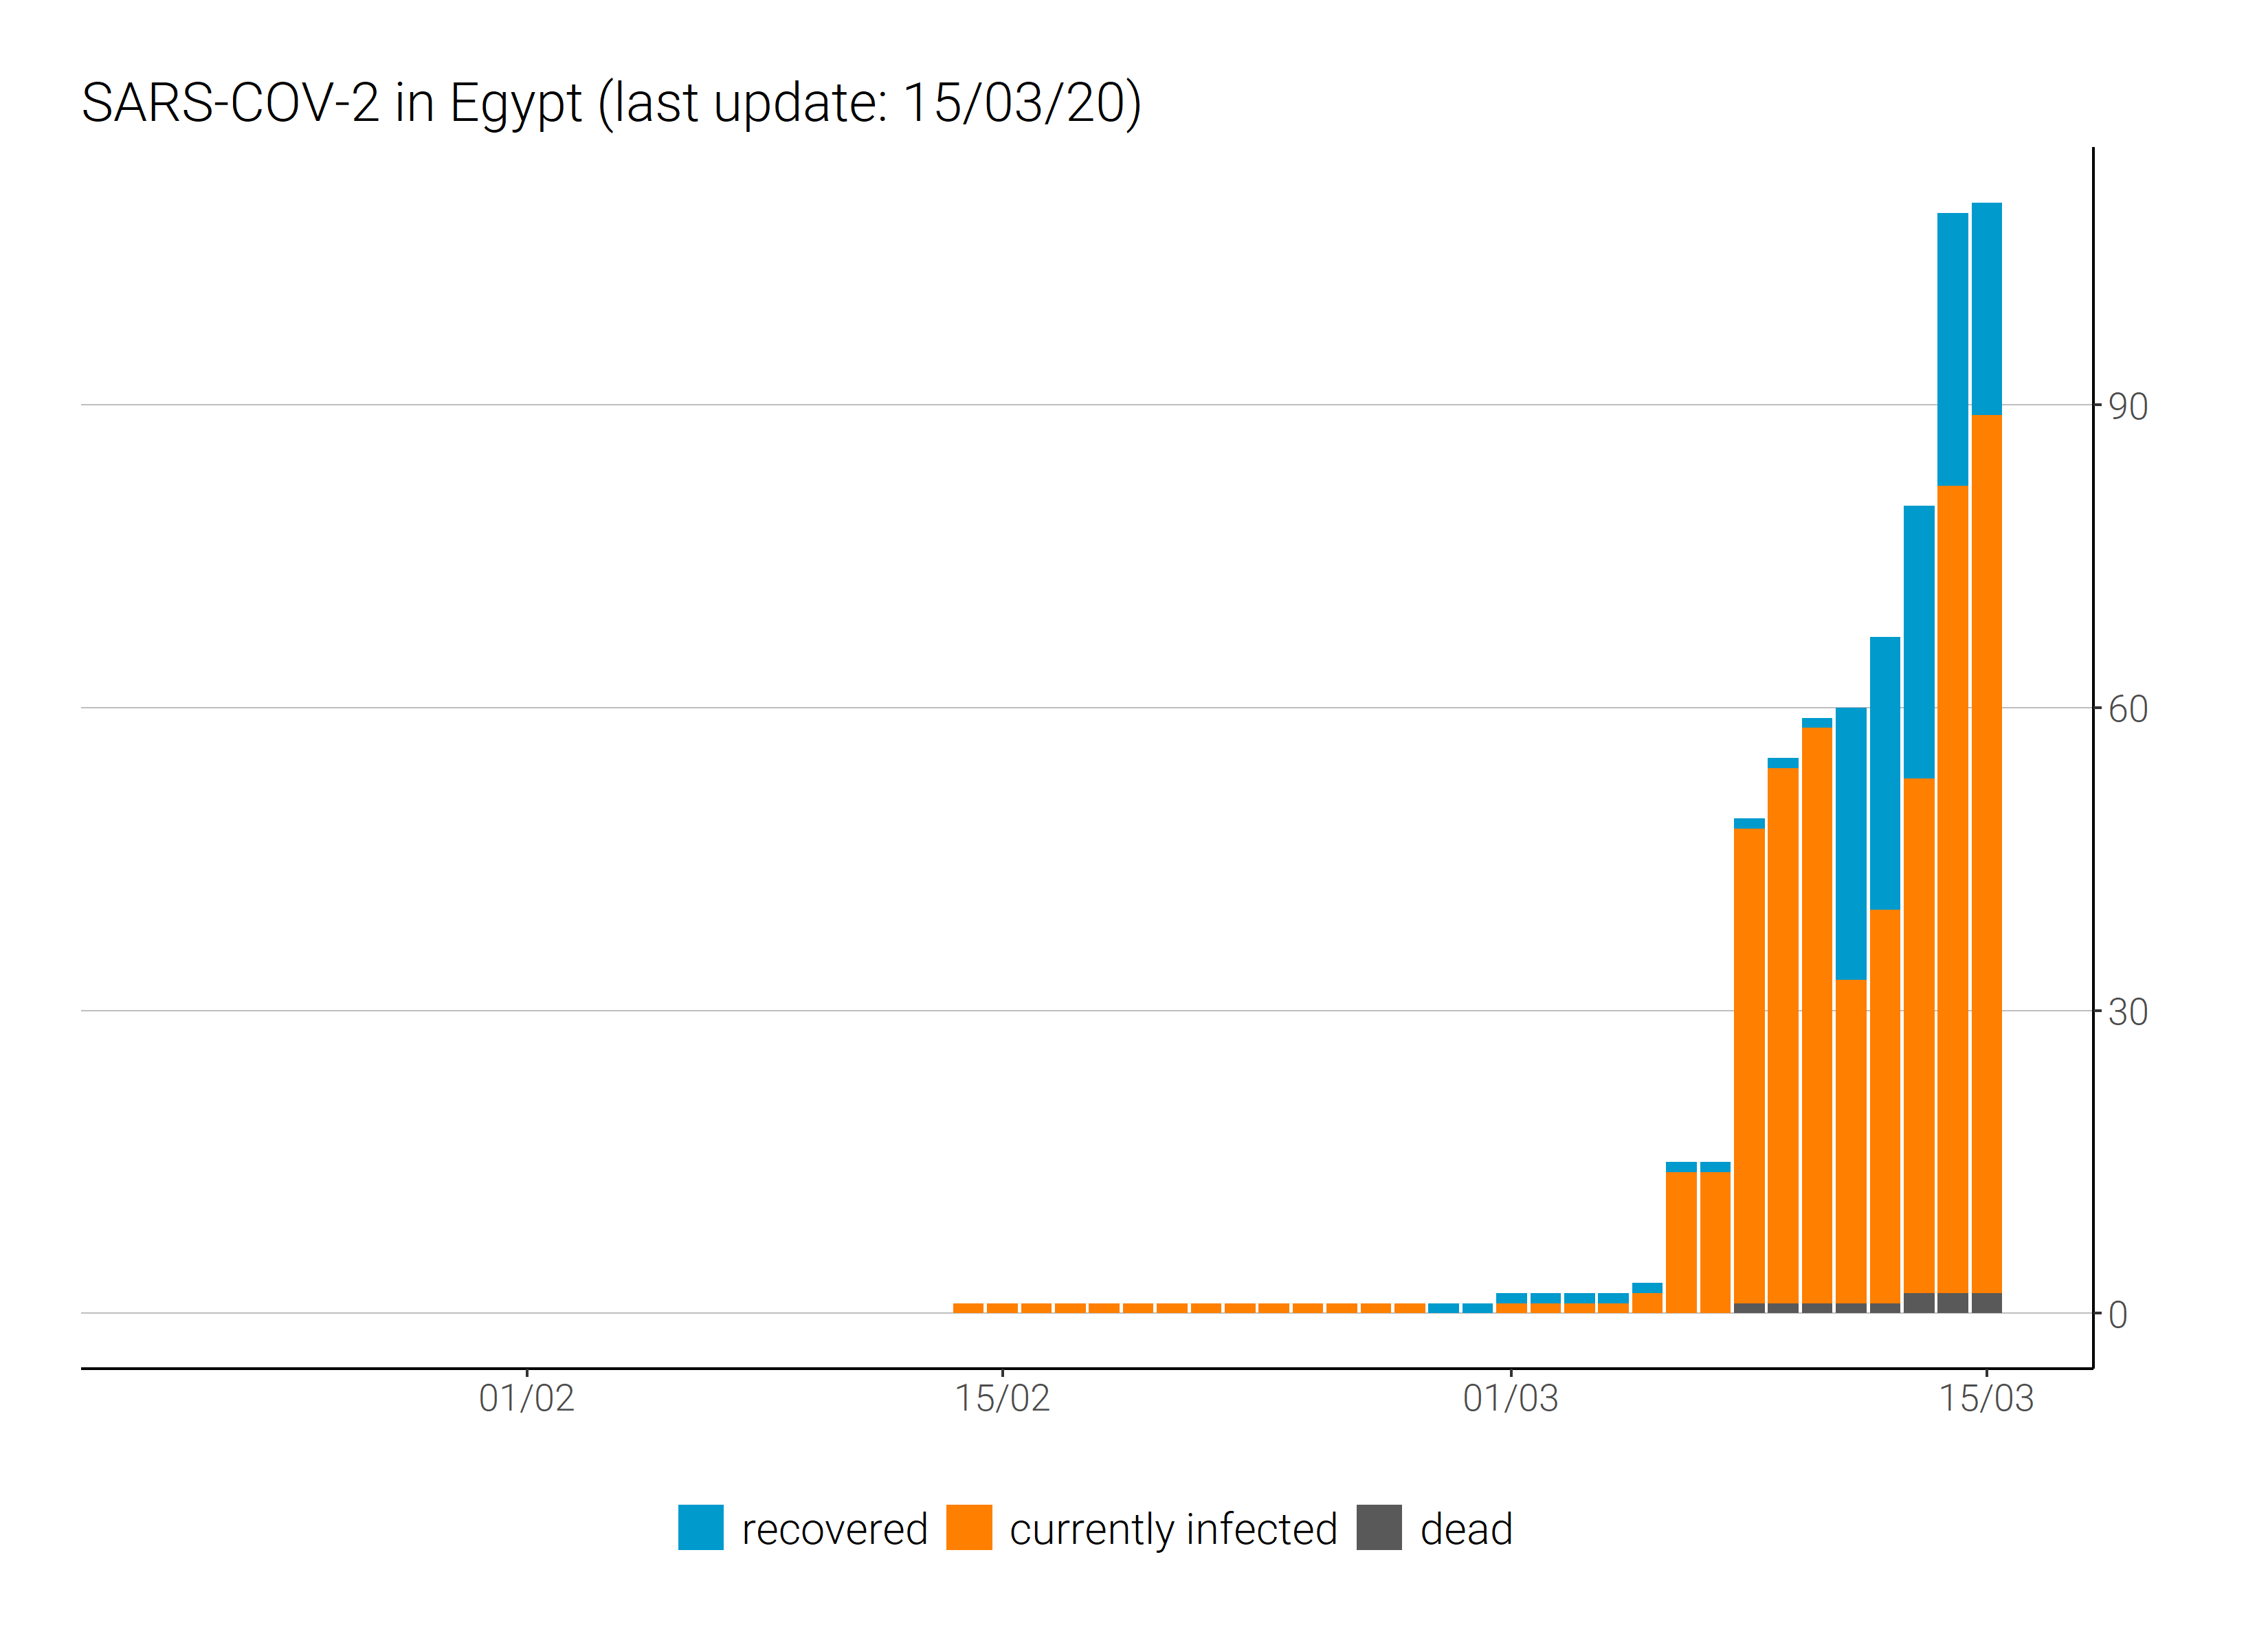 SARS-COV-2 in Egypt (last update: 15/03/20)
90
60
30
0
01/02 15/02 01/03 15/03
recovered currently infected dead